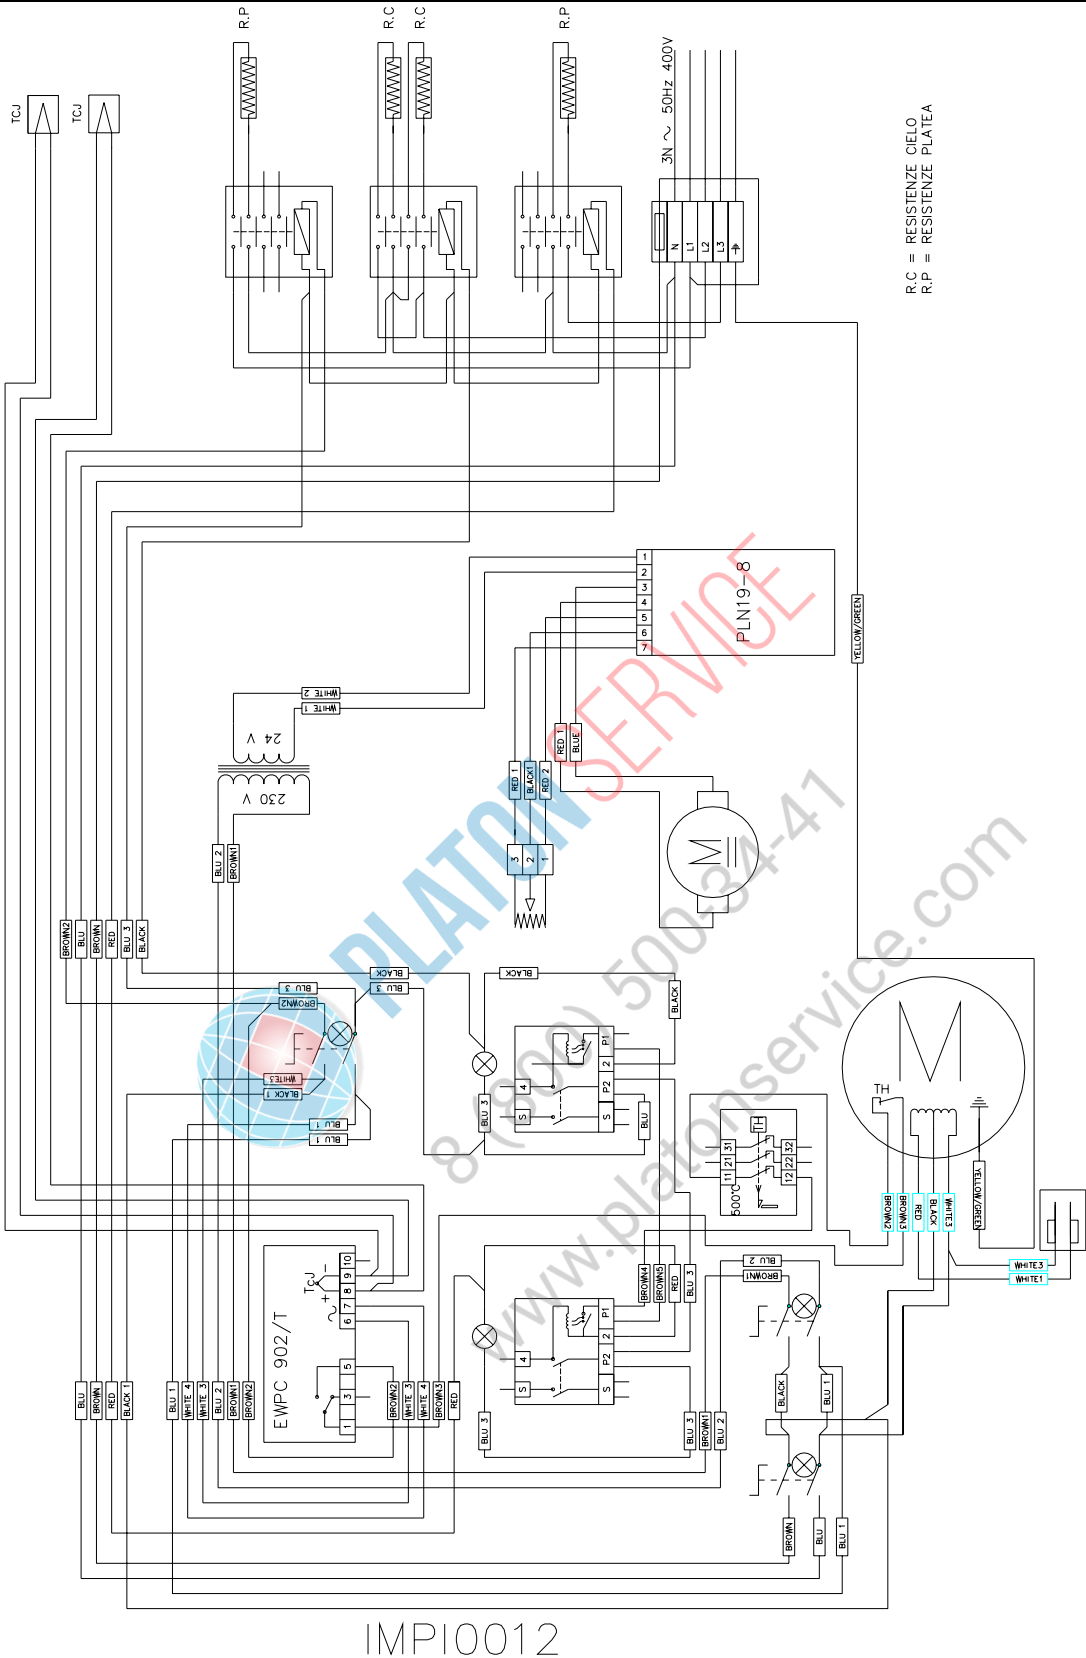 R.P
R.C
R.C
R.P
TCJ
TCJ
3N ~ 50Hz 400V
R.C = RESISTENZE CIELO
R.P = RESISTENZE PLATEA
N
L1
L2
L3
1
2
3
4
5
6
7
PLN19-8
YELLOW/GREEN
WHITE 2
WHITE 1
24 V
230 V
RED 1
BLUE
RED 1
BLACK1
RED 2
3
2
1
M
BLU 2
BROWN1
BROWN2
BLU
BROWN
RED
BLU 3
BLACK
BLACK
BLU 3
BLU 3
BROWN2
WHITE3
BLACK 1
BLU 1
BLU 1
BLACK
BLACK
BLU 3
BLU
P1
2
P2
S
4
S
TH
M
31
21
11
32
22
12
TH
500°C
BROWN2
BROWN3
RED
BLACK
WHITE3
YELLOW/GREEN
WHITE3
WHITE1
EWPC 902/T
TcJ
+
-
~
10
9
8
7
6
5
3
1
BROWN4
BROWN5
RED
BLU 3
BLU 2
BROWN1
P1
2
P2
S
4
S
BLU
BROWN
RED
BLACK 1
BLU 1
WHITE 4
WHITE 3
BLU 2
BROWN1
BROWN2
BROWN2
WHITE 3
WHITE 4
BROWN3
RED
BLU 3
BLU 3
BROWN1
BLU 2
BLACK
BLU 1
BROWN
BLU
BLU 1
IMPI0012
PLATONSERVICE
8 (800) 500-34-41
www.platonservice.com